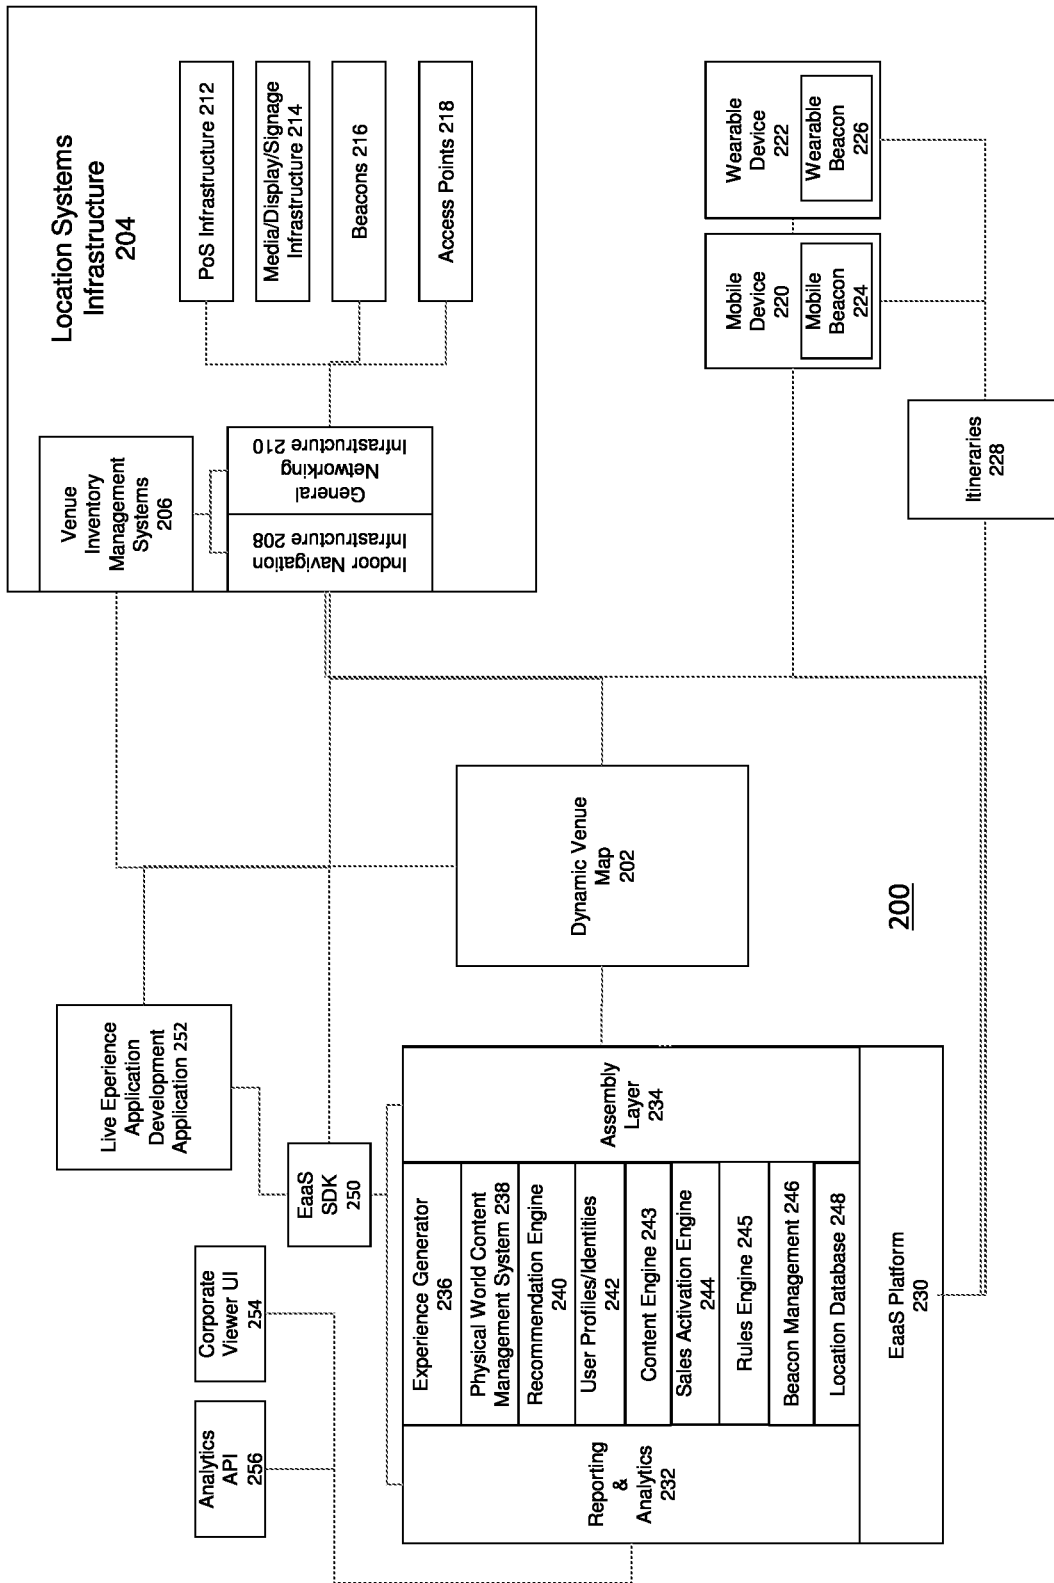 Analytics
API
256
Corporate
Viewer UI
254
Live Eperience
Application
Development
Application 252
EaaS
SDK
250
Reporting
&
Analytics
232
Experience Generator
236
Physical World Content
Management System 238
Recommendation Engine
240
User Profiles/Identities
242
Content Engine 243
Sales Activation Engine
244
Rules Engine 245
Beacon Management 246
Location Database 248
Assembly
Layer
234
EaaS Platform
230
Dynamic Venue
Map
202
200
Location Systems
Infrastructure
204
Venue
Inventory
Management
Systems
206
Indoor Navigation
Infrastructure 208
General
Networking
Infrastructure 210
PoS Infrastructure 212
Media/Display/Signage
Infrastructure 214
Beacons 216
Access Points 218
Mobile
Device
220
Mobile
Beacon
224
Wearable
Device
222
Wearable
Beacon
226
Itineraries
228